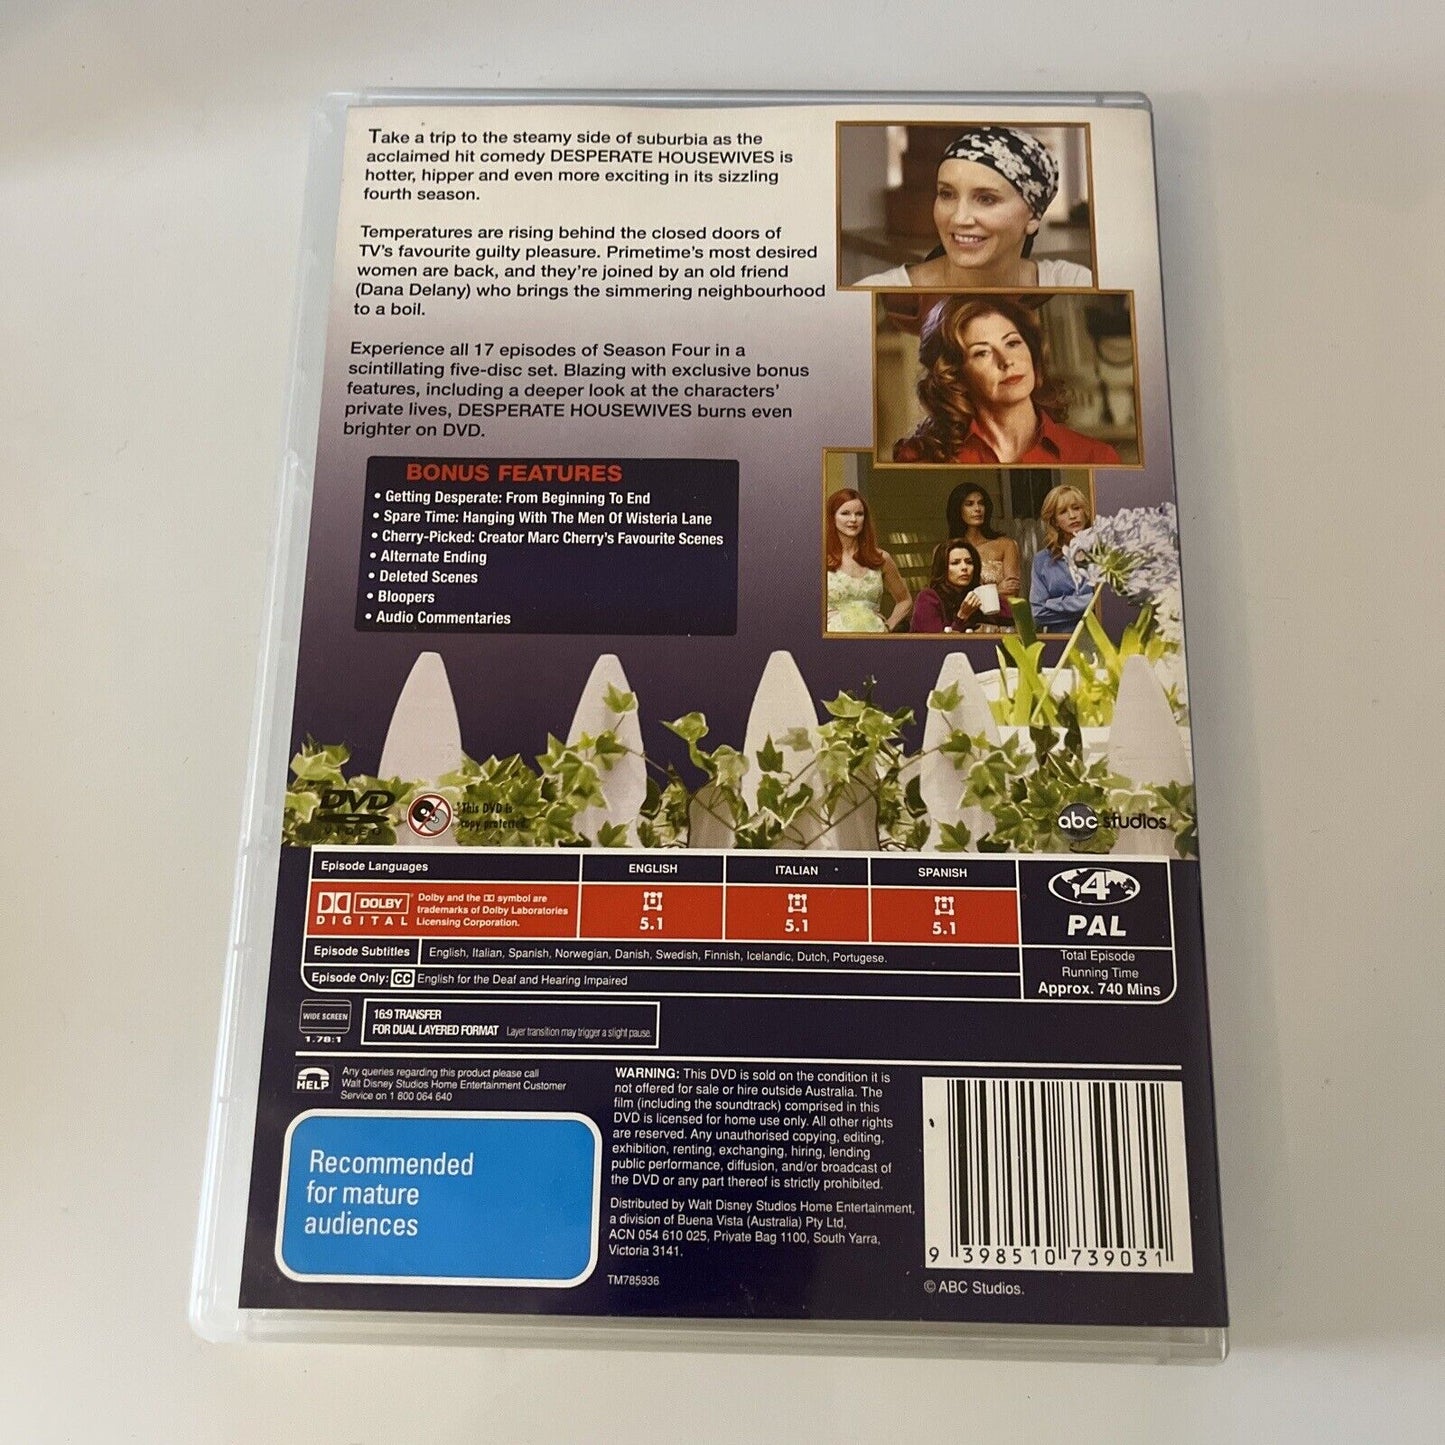 Take a trip to the steamy side of suburbia as the
acclaimed hit comedy DESPERATE HOUSEWIVES is
hotter, hipper and even more exciting in its sizzling
fourth season.
Temperatures are rising behind the closed doors of
TV's favourite guilty pleasure. Primetime's most desired
women are back, and they're joined by an old friend
(Dana Delany) who brings the simmering neighbourhood
to a boil.
Experience all 17 episodes of Season Four in a
scintillating five-disc set. Blazing with exclusive bonus
features, including a deeper look at the characters'
private lives, DESPERATE HOUSEWIVES burns even
brighter on DVD.
BONUS FEATURES
• Getting Desperate: From Beginning To End
• Spare Time: Hanging With The Men Of Wisteria Lane
• Cherry-Picked: Creator Marc Cherry's Favourite Scenes
• Alternate Ending
• Deleted Scenes
• Bloopers
• Audio Commentaries
DVD
VIDEO
This DVD is
copy protected.
abc studios
Episode Languages
ENGLISH
ITALIAN
SPANISH
DOLBY
DIGITAL
Dolby and the DD symbol are
trademarks of Dolby Laboratories
Licensing Corporation.
5.1
5.1
5.1
4
PAL
Episode Subtitles
English, Italian, Spanish, Norwegian, Danish, Swedish, Finnish, Icelandic, Dutch, Portugese.
Episode Only: CC English for the Deaf and Hearing Impaired
Total Episode
Running Time
Approx. 740 Mins
WIDE SCREEN
1.78:1
16:9 TRANSFER
FOR DUAL LAYERED FORMAT Layer transition may trigger a slight pause.
HELP
Any queries regarding this product please call
Walt Disney Studios Home Entertainment Customer
Service on 1 800 064 640
Recommended
for mature
audiences
WARNING: This DVD is sold on the condition it is
not offered for sale or hire outside Australia. The
film (including the soundtrack) comprised in this
DVD is licensed for home use only. All other rights
are reserved. Any unauthorised copying, editing,
exhibition, renting, exchanging, hiring, lending
public performance, diffusion, and/or broadcast of
the DVD or any part thereof is strictly prohibited.
Distributed by Walt Disney Studios Home Entertainment,
a division of Buena Vista (Australia) Pty Ltd,
ACN 054 610 025, Private Bag 1100, South Yarra,
Victoria 3141.
TM785936
9 398510 739031
© ABC Studios.